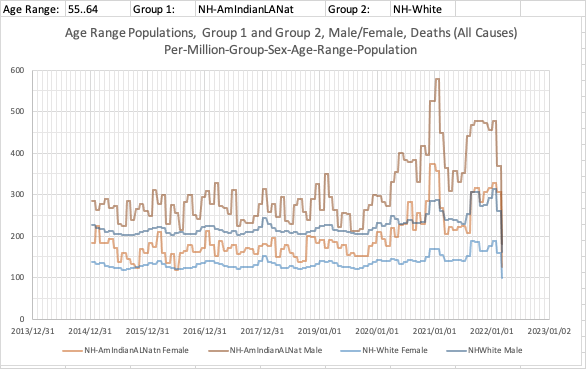 Age Range: 55..64 Group 1: NH-AmIndianLANat Group 2: NH-White
Age Range Populations, Group 1 and Group 2, Male/Female, Deaths (All Causes)
Per-Million-Group-Sex-Age-Range-Population
600
500
400
300
200
100
0
2013/12/31 2014/12/31 2015/12/31 2016/12/31 2017/12/31 2019/01/01 2020/01/01 2021/01/01 2022/01/01 2023/01/02
NH-AmIndianALNatn Female NH-AmIndianALNat Male NH-White Female NHWhite Male